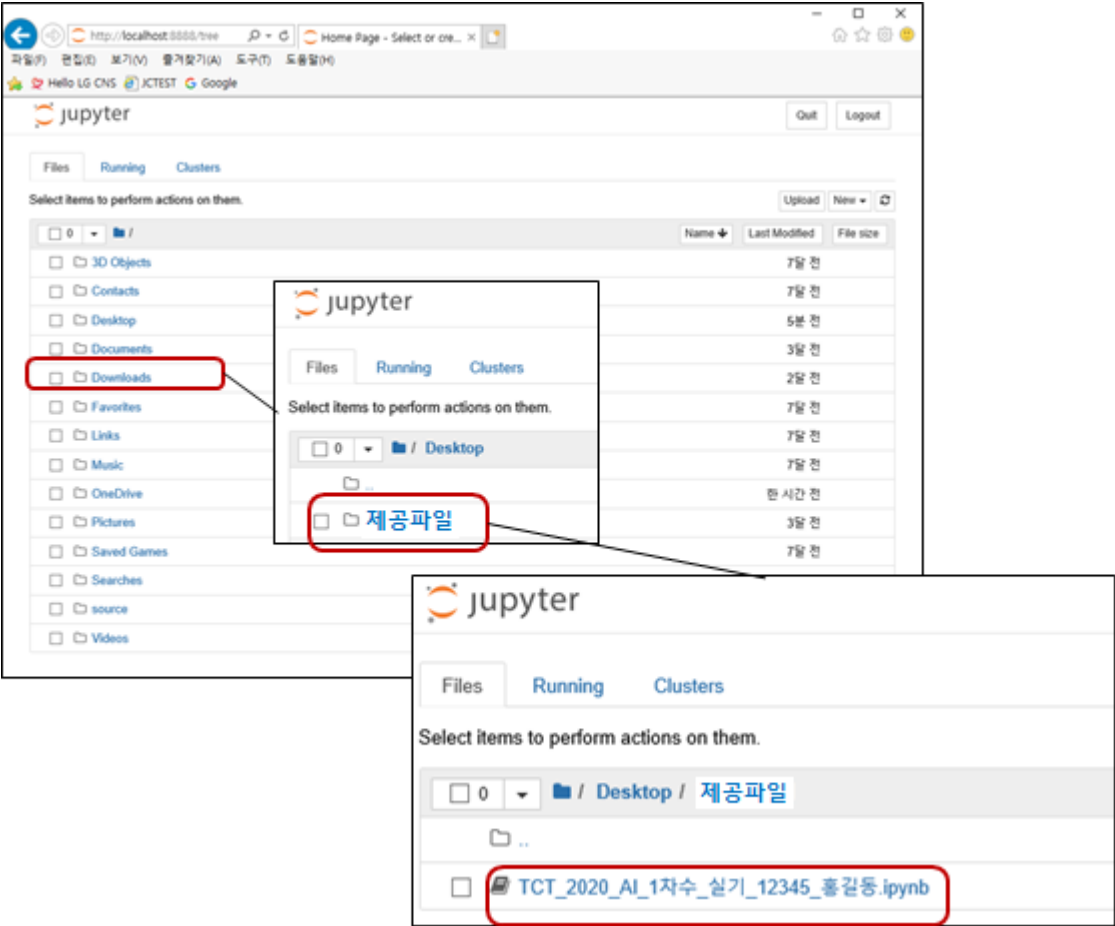 http://localhost:8888/tree
Home Page - Select or cre...
파일(F) 편집(E) 보기(V) 즐겨찾기(A) 도구(T) 도움말(H)
Hello LG CNS JCTEST Google
jupyter
Quit Logout
Files Running Clusters
Select items to perform actions on them.
Upload New
0 /
Name Last Modified File size
3D Objects 7달 전
Contacts 7달 전
Desktop 5분 전
Documents 3달 전
Downloads 2달 전
Favorites 7달 전
Links 7달 전
Music 7달 전
OneDrive 한 시간 전
Pictures 3달 전
Saved Games 7달 전
Searches
source
Videos
jupyter
Files Running Clusters
Select items to perform actions on them.
0 / Desktop
..
제공파일
jupyter
Files Running Clusters
Select items to perform actions on them.
0 / Desktop / 제공파일
..
TCT_2020_AI_1차수_실기_12345_홍길동.ipynb